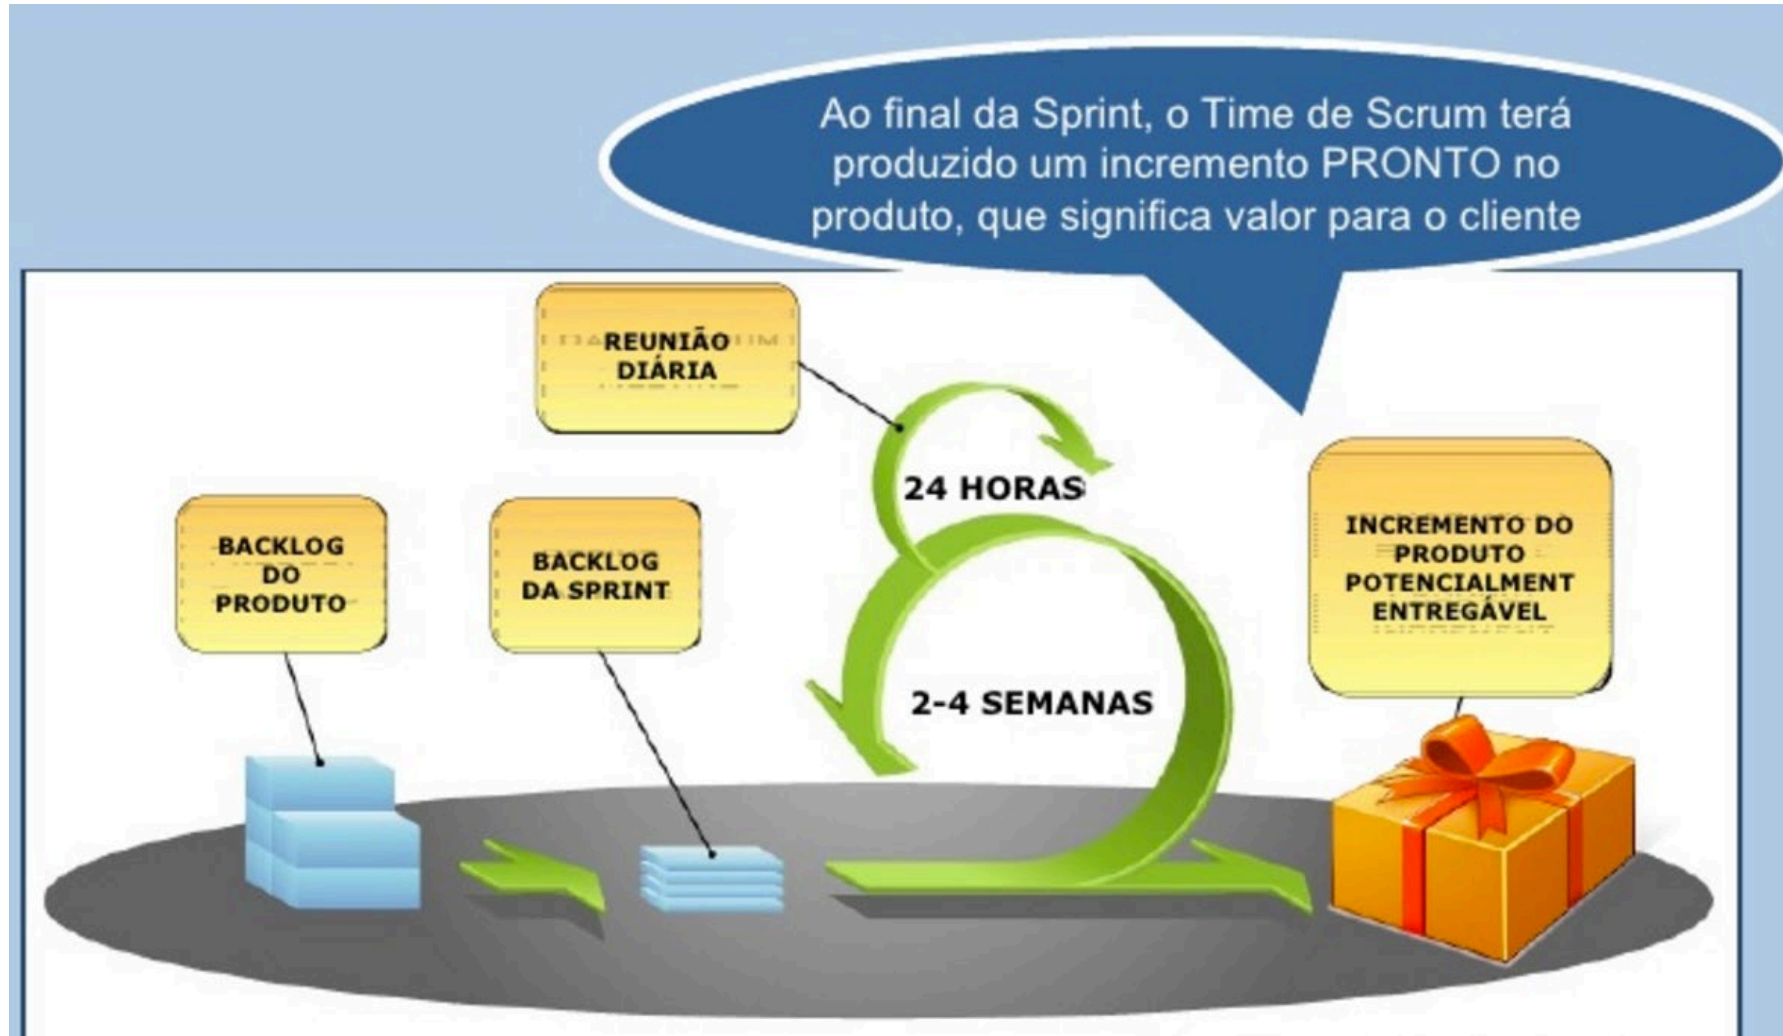 Ao final da Sprint, o Time de Scrum terá
produzido um incremento PRONTO no
produto, que significa valor para o cliente
REUNIÃO
DIÁRIA
24 HORAS
BACKLOG
DO
PRODUTO
BACKLOG
DA SPRINT
INCREMENTO DO
PRODUTO
POTENCIALMENT
ENTREGÁVEL
2-4 SEMANAS